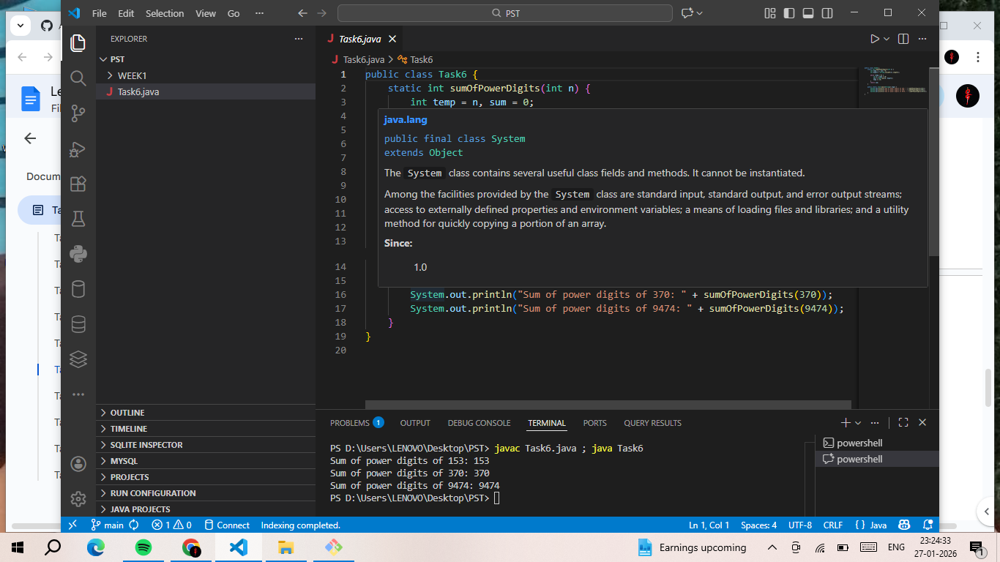 File Edit Selection View Go ··· PST
EXPLORER ···
PST
WEEK1
J Task6.java
OUTLINE
TIMELINE
SQLITE INSPECTOR
MYSQL
PROJECTS
RUN CONFIGURATION
JAVA PROJECTS
J Task6.java
J Task6.java > Task6
1 public class Task6 {
2 static int sumOfPowerDigits(int n) {
3 int temp = n, sum = 0;
4
5
6
7
8
9
10
11
12
13
14
15
java.lang
public final class System
extends Object
The System class contains several useful class fields and methods. It cannot be instantiated.
Among the facilities provided by the System class are standard input, standard output, and error output streams;
access to externally defined properties and environment variables; a means of loading files and libraries; and a utility
method for quickly copying a portion of an array.
Since:
1.0
16 System.out.println("Sum of power digits of 370: " + sumOfPowerDigits(370));
17 System.out.println("Sum of power digits of 9474: " + sumOfPowerDigits(9474));
18 }
19 }
20
PROBLEMS 1 OUTPUT DEBUG CONSOLE TERMINAL PORTS QUERY RESULTS
PS D:\Users\LENOVO\Desktop\PST> javac Task6.java ; java Task6
Sum of power digits of 153: 153
Sum of power digits of 370: 370
Sum of power digits of 9474: 9474
PS D:\Users\LENOVO\Desktop\PST>
powershell
powershell
main 1 0 Connect Indexing completed. Ln 1, Col 1 Spaces: 4 UTF-8 CRLF { } Java
Le
Fil
Docum
Ta
Ta
Ta
Ta
Ta
Ta
Ta
Ta
Ta
Ta
Ta
Earnings upcoming ENG 23:24:33
27-01-2026
1